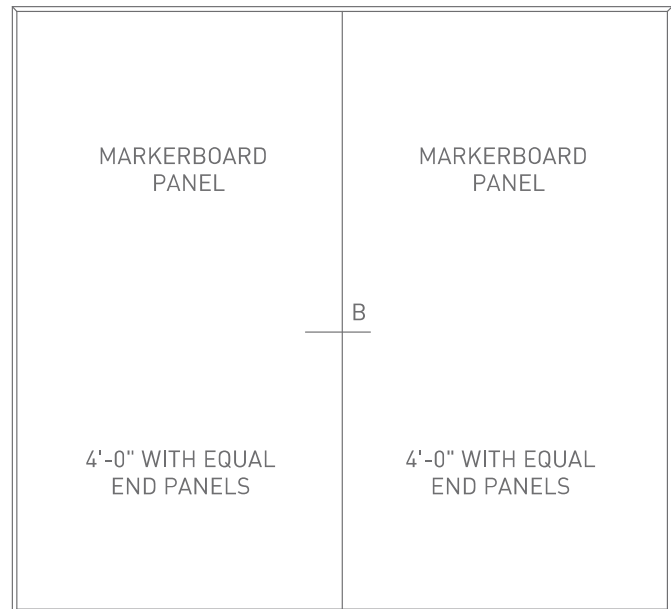 MARKERBOARD
PANEL
MARKERBOARD
PANEL
B
4'-0" WITH EQUAL
END PANELS
4'-0" WITH EQUAL
END PANELS